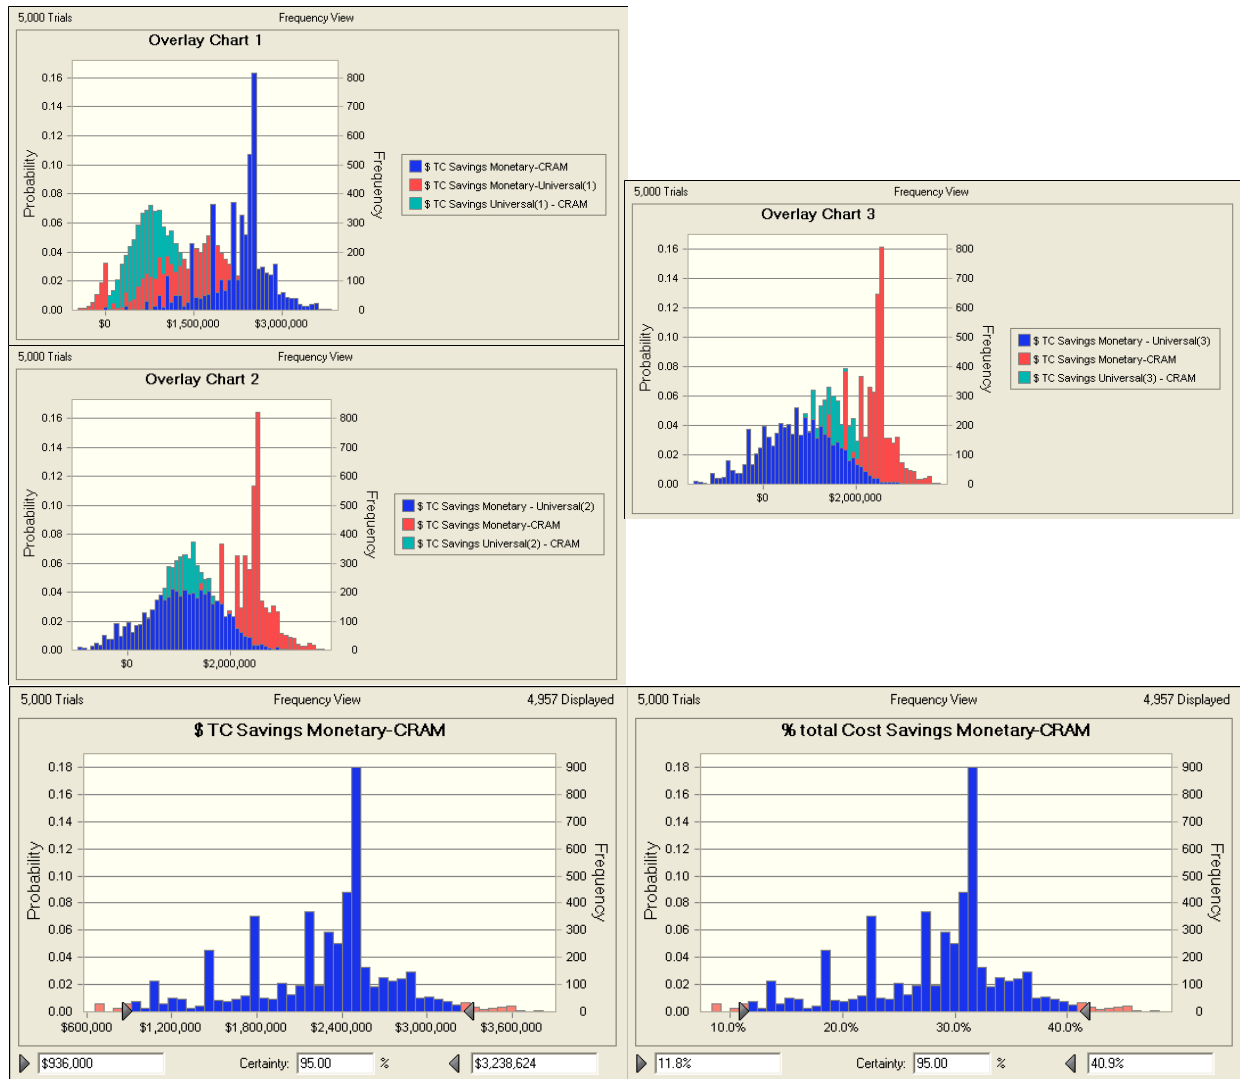 5,000 Trials Frequency View
Overlay Chart 1
0.16 800
0.14 700
0.12 600
0.10 500
0.08 400
0.06 300
0.04 200
0.02 100
0.00 0
Probability
Frequency
$0 $1,500,000 $3,000,000
$ TC Savings Monetary-CRAM
$ TC Savings Monetary-Universal(1)
$ TC Savings Universal(1) - CRAM
5,000 Trials Frequency View
Overlay Chart 3
0.16 800
0.14 700
0.12 600
0.10 500
0.08 400
0.06 300
0.04 200
0.02 100
0.00 0
Probability
Frequency
$0 $2,000,000
$ TC Savings Monetary - Universal(3)
$ TC Savings Monetary-CRAM
$ TC Savings Universal(3) - CRAM
5,000 Trials Frequency View
Overlay Chart 2
0.16 800
0.14 700
0.12 600
0.10 500
0.08 400
0.06 300
0.04 200
0.02 100
0.00 0
Probability
Frequency
$0 $2,000,000
$ TC Savings Monetary - Universal(2)
$ TC Savings Monetary-CRAM
$ TC Savings Universal(2) - CRAM
5,000 Trials Frequency View 4,957 Displayed
$ TC Savings Monetary-CRAM
0.18 900
0.16 800
0.14 700
0.12 600
0.10 500
0.08 400
0.06 300
0.04 200
0.02 100
0.00 0
Probability
Frequency
$600,000 $1,200,000 $1,800,000 $2,400,000 $3,000,000 $3,600,000
$936,000 Certainty: 95.00 % $3,238,624
5,000 Trials Frequency View 4,957 Displayed
% total Cost Savings Monetary-CRAM
0.18 900
0.16 800
0.14 700
0.12 600
0.10 500
0.08 400
0.06 300
0.04 200
0.02 100
0.00 0
Probability
Frequency
10.0% 20.0% 30.0% 40.0%
11.8% Certainty: 95.00 % 40.9%